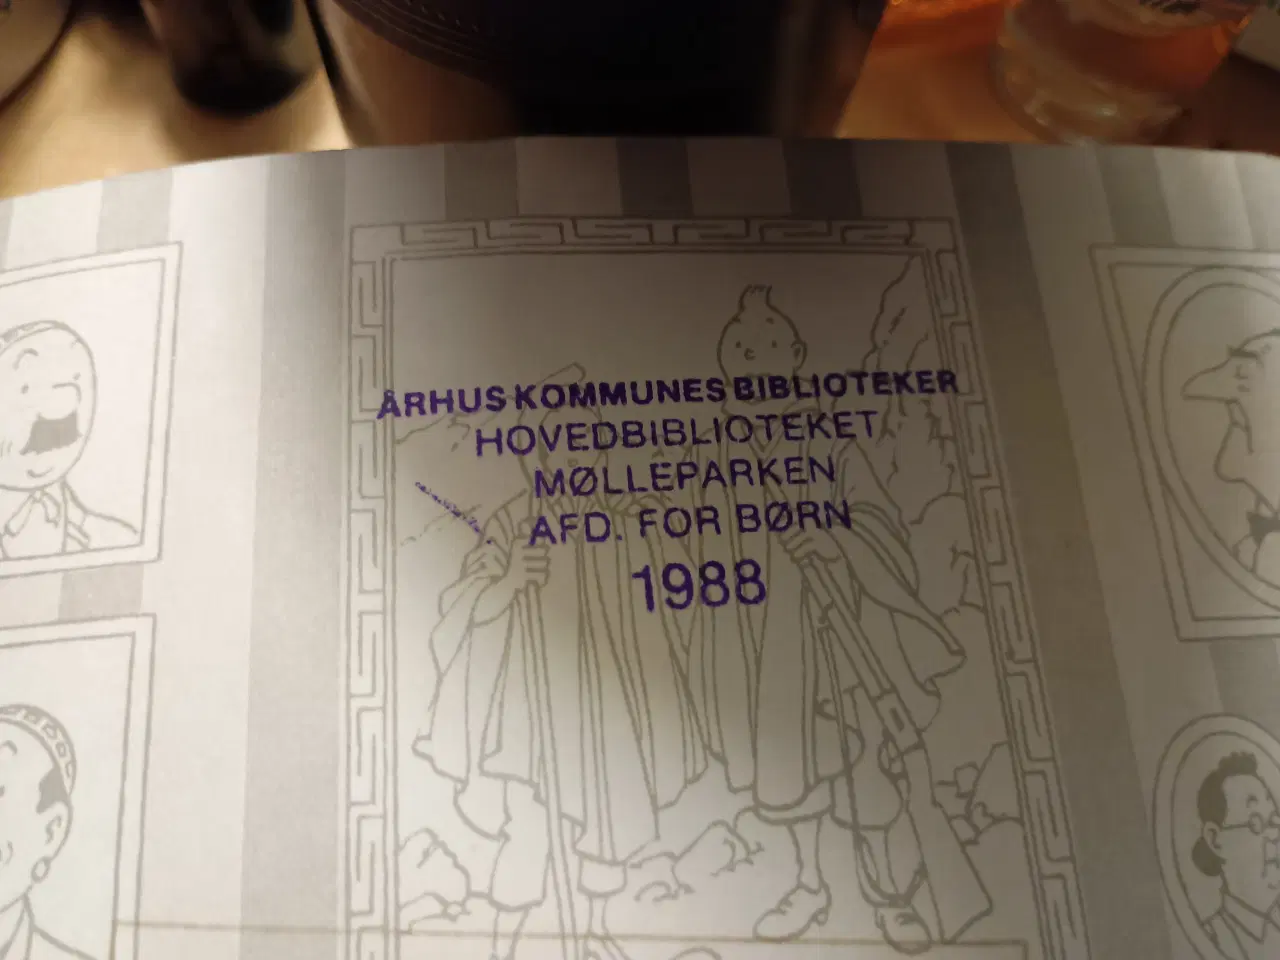 ÅRHUS KOMMUNES BIBLIOTEKER
HOVEDBIBLIOTEKET
MØLLEPARKEN
AFD. FOR BØRN
1988